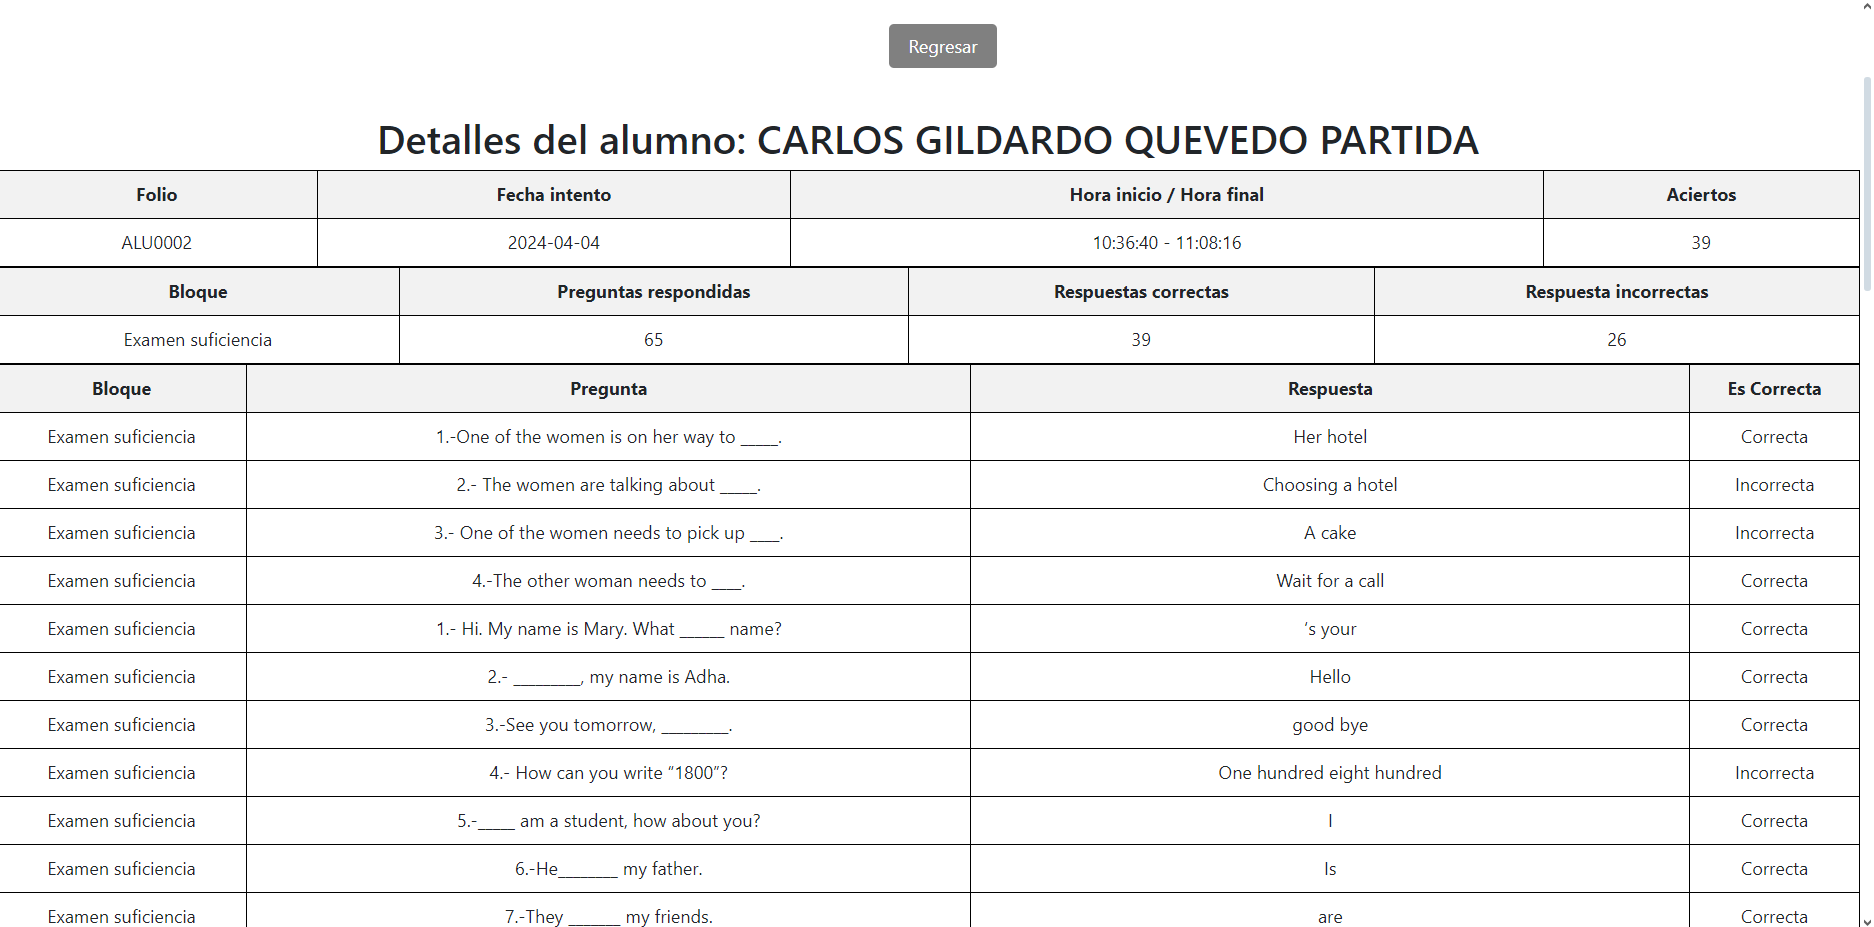 Regresar
Detalles del alumno: CARLOS GILDARDO QUEVEDO PARTIDA
Folio Fecha intento Hora inicio / Hora final Aciertos
ALU0002 2024-04-04 10:36:40 - 11:08:16 39
Bloque Preguntas respondidas Respuestas correctas Respuesta incorrectas
Examen suficiencia 65 39 26
Bloque Pregunta Respuesta Es Correcta
Examen suficiencia 1.-One of the women is on her way to _____. Her hotel Correcta
Examen suficiencia 2.- The women are talking about _____. Choosing a hotel Incorrecta
Examen suficiencia 3.- One of the women needs to pick up ____. A cake Incorrecta
Examen suficiencia 4.-The other woman needs to ____. Wait for a call Correcta
Examen suficiencia 1.- Hi. My name is Mary. What ______ name? ‘s your Correcta
Examen suficiencia 2.- _________, my name is Adha. Hello Correcta
Examen suficiencia 3.-See you tomorrow, _________. good bye Correcta
Examen suficiencia 4.- How can you write “1800”? One hundred eight hundred Incorrecta
Examen suficiencia 5.-_____ am a student, how about you? I Correcta
Examen suficiencia 6.-He________ my father. Is Correcta
Examen suficiencia 7.-They _______ my friends. are Correcta